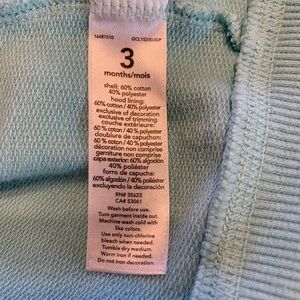 16487510 GCL15230-IGP
3
months/mois
shell: 60% cotton
40% polyester
hood lining:
60% cotton / 40% polyester
exclusive of decoration
exclusive of trimming
couche extérieure:
60 % coton / 40 % polyester
doublure de capuchon:
60 % coton / 40 % polyester
décoration non comprise
garniture non comprise
capa exterior: 60% algodón
40% poliéster
forro de capucha:
60% algodón / 40% poliéster
excluyendo la decoración
RN# 35623
CA# 53061
Wash before use.
Turn garment inside out.
Machine wash cold with
like colors.
Use only non-chlorine
bleach when needed.
Tumble dry medium.
Warm iron if needed.
Do not iron decoration.